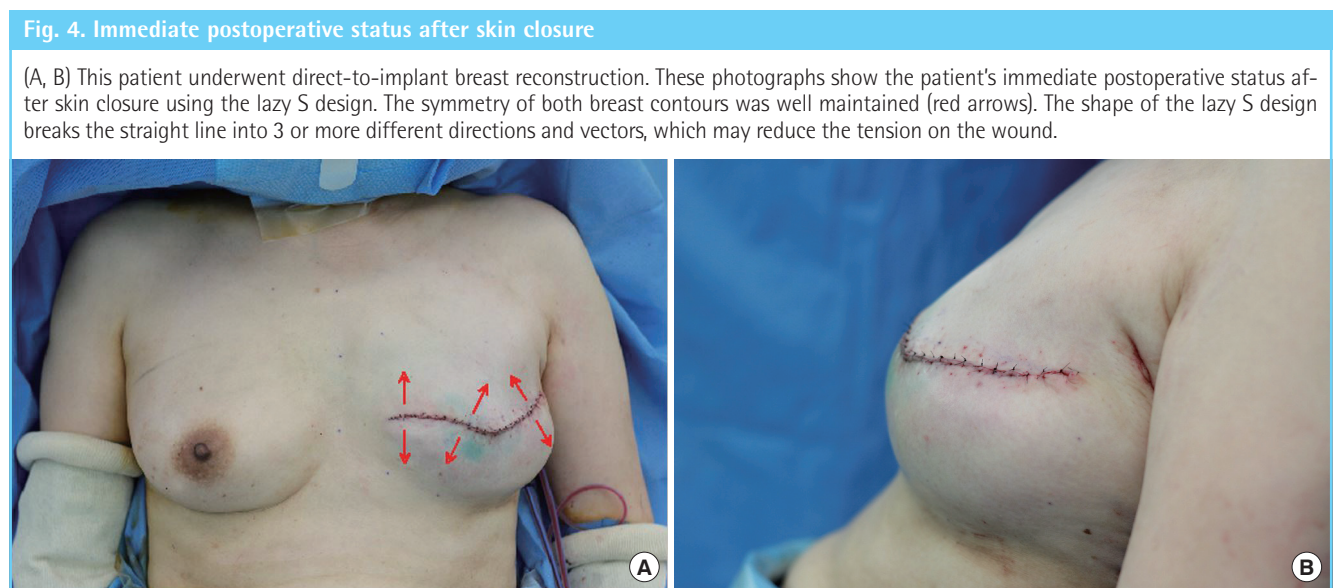 Fig. 4. Immediate postoperative status after skin closure
(A, B) This patient underwent direct-to-implant breast reconstruction. These photographs show the patient's immediate postoperative status af-
ter skin closure using the lazy S design. The symmetry of both breast contours was well maintained (red arrows). The shape of the lazy S design
breaks the straight line into 3 or more different directions and vectors, which may reduce the tension on the wound.
A
B